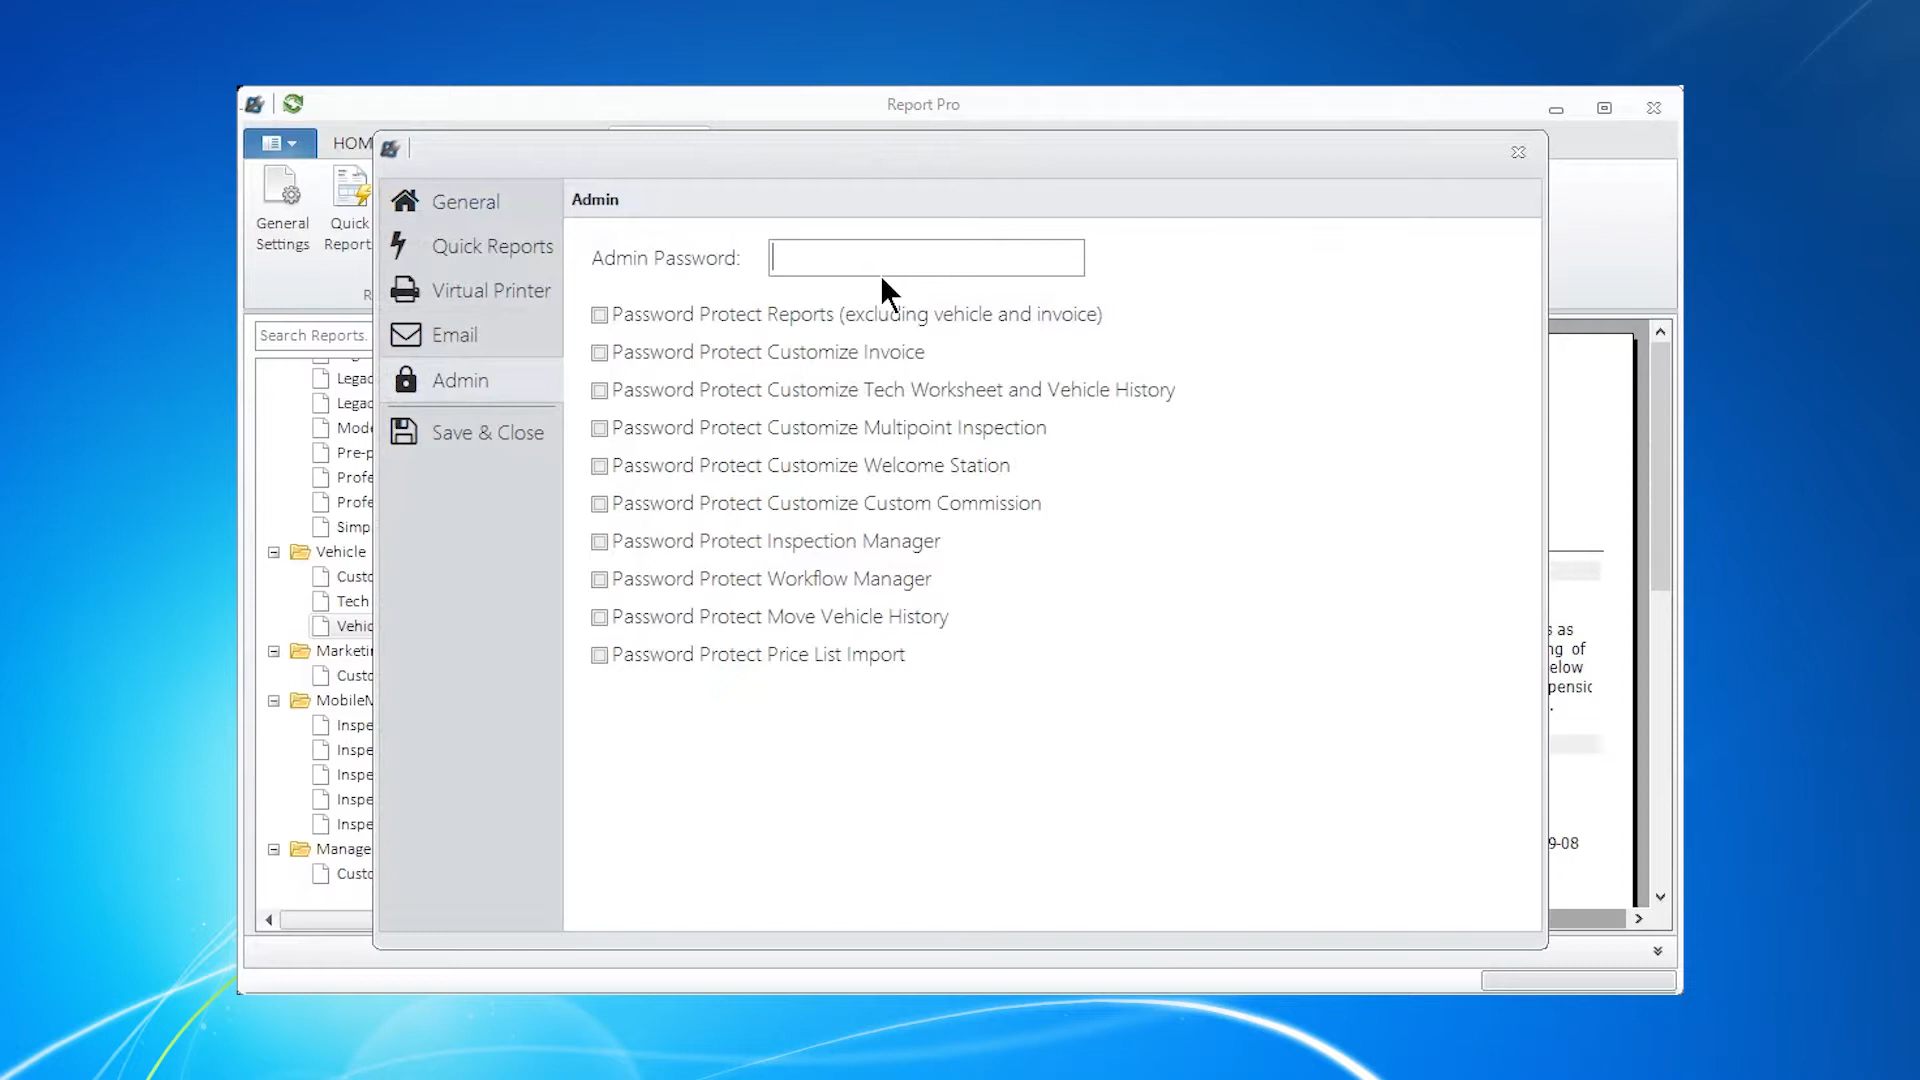 Report Pro
HOM
General
Settings
Quick
Report
R
Search Reports.
Legac
Legac
Mode
Pre-p
Profe
Profe
Simp
Vehicle
Custo
Tech
Vehic
Marketi
Custo
MobileM
Inspe
Inspe
Inspe
Inspe
Inspe
Manage
Custo
General
Quick Reports
Virtual Printer
Email
Admin
Save & Close
Admin
Admin Password:
Password Protect Reports (excluding vehicle and invoice)
Password Protect Customize Invoice
Password Protect Customize Tech Worksheet and Vehicle History
Password Protect Customize Multipoint Inspection
Password Protect Customize Welcome Station
Password Protect Customize Custom Commission
Password Protect Inspection Manager
Password Protect Workflow Manager
Password Protect Move Vehicle History
Password Protect Price List Import
s as
ng of
elow
pensic
.
9-08